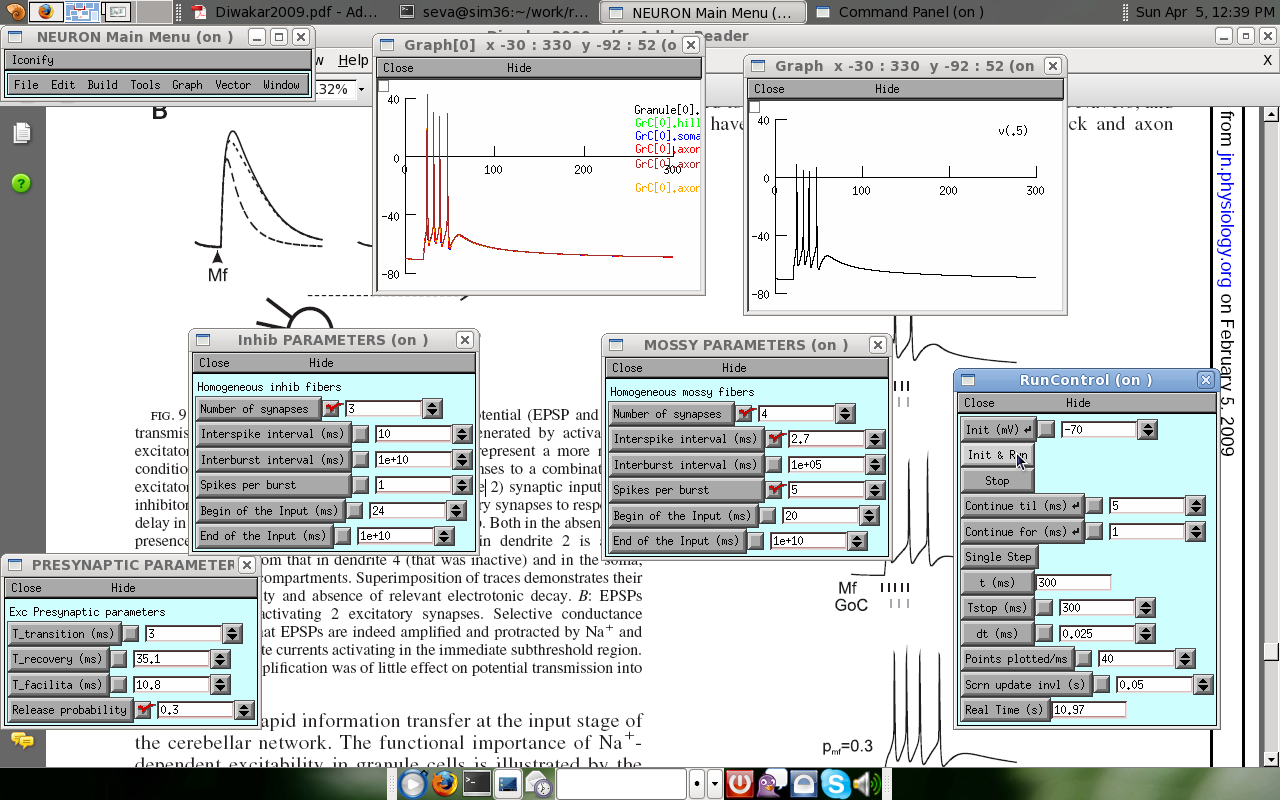 Diwakar2009.pdf - Ad...
seva@sim36:~/work/r...
NEURON Main Menu (...
Command Panel (on )
Sun Apr 5, 12:39 PM
NEURON Main Menu (on )
Iconify
File Edit Build Tools Graph Vector Window
Help
.32%
Reader
X
B
Mf
Graph[0] x -30 : 330 y -92 : 52 (o
Close Hide
40
0
-40
-80
0 100 200 300
Granule[0].
GrC[0].hill
GrC[0].soma
GrC[0].axon
GrC[0].axon
GrC[0].axon
have
Graph x -30 : 330 y -92 : 52 (on
Close Hide
40
0
-40
-80
0 100 200 300
v(.5)
ck and axon
from jn.physiology.org on February 5, 2009
Inhib PARAMETERS (on )
Close Hide
Homogeneous inhib fibers
Number of synapses 3
Interspike interval (ms) 10
Interburst interval (ms) 1e+10
Spikes per burst 1
Begin of the Input (ms) 24
End of the Input (ms) 1e+10
MOSSY PARAMETERS (on )
Close Hide
Homogeneous mossy fibers
Number of synapses 4
Interspike interval (ms) 2.7
Interburst interval (ms) 1e+05
Spikes per burst 5
Begin of the Input (ms) 20
End of the Input (ms) 1e+10
RunControl (on )
Close Hide
Init (mV) -70
Init & Run
Stop
Continue til (ms) 5
Continue for (ms) 1
Single Step
t (ms) 300
Tstop (ms) 300
dt (ms) 0.025
Points plotted/ms 40
Scrn update invl (s) 0.05
Real Time (s) 10.97
PRESYNAPTIC PARAMETER
Close Hide
Exc Presynaptic parameters
T_transition (ms) 3
T_recovery (ms) 35.1
T_facilita (ms) 10.8
Release probability 0.3
FIG. 9 potential (EPSP and
transmis enerated by activa
excitato represent a more
conditio nses to a combinat
excitato 2) synaptic input
inhibito ry synapses to respo
delay in Both in the absen
presenc in dendrite 2 is a
om that in dendrite 4 (that was inactive) and in the soma,
compartments. Superimposition of traces demonstrates their
ty and absence of relevant electrotonic decay. B: EPSPs
activating 2 excitatory synapses. Selective conductance
hat EPSPs are indeed amplified and protracted by Na+ and
te currents activating in the immediate subthreshold region.
plification was of little effect on potential transmission into
apid information transfer at the input stage of
the cerebellar network. The functional importance of Na+-
dependent excitability in granule cells is illustrated by the
Mf
GoC
pmf=0.3